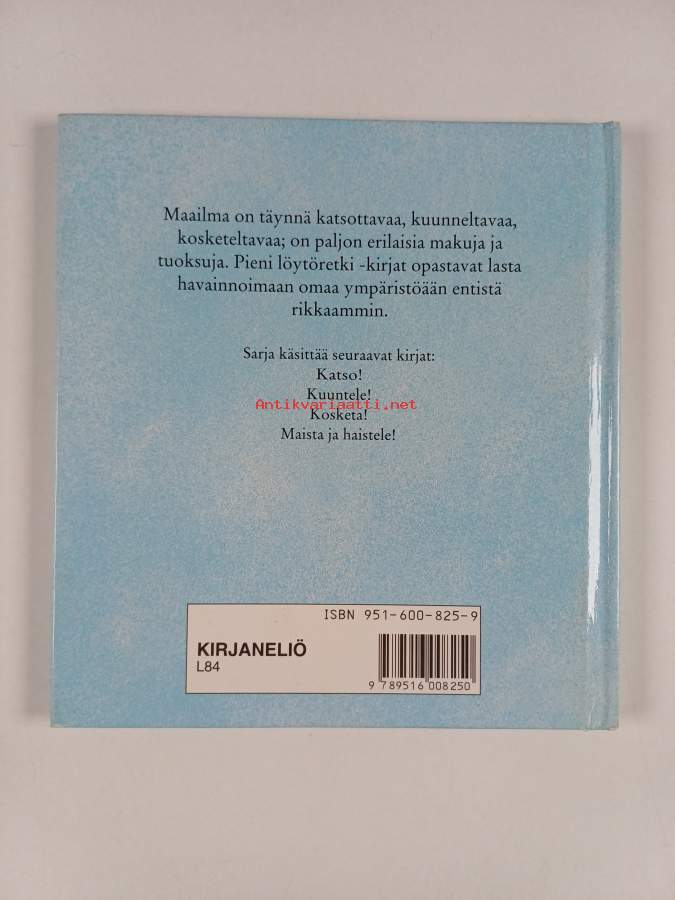 Maailma on täynnä katsottavaa, kuunneltavaa,
kosketeltavaa; on paljon erilaisia makuja ja
tuoksuja. Pieni löytöretki -kirjat opastavat lasta
havainnoimaan omaa ympäristöään entistä
rikkaammin.
Sarja käsittää seuraavat kirjat:
Katso!
Kuuntele!
Antikvariaatti.net
Kosketa!
Maista ja haistele!
ISBN 951-600-825-9
KIRJANELIÖ
L84
9 789516 008250